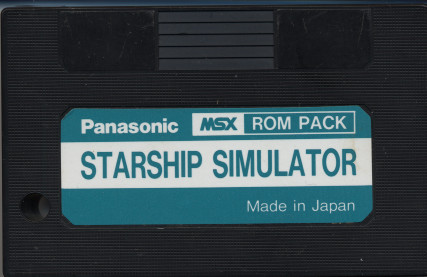 Panasonic MSX ROM PACK
STARSHIP SIMULATOR
Made in Japan